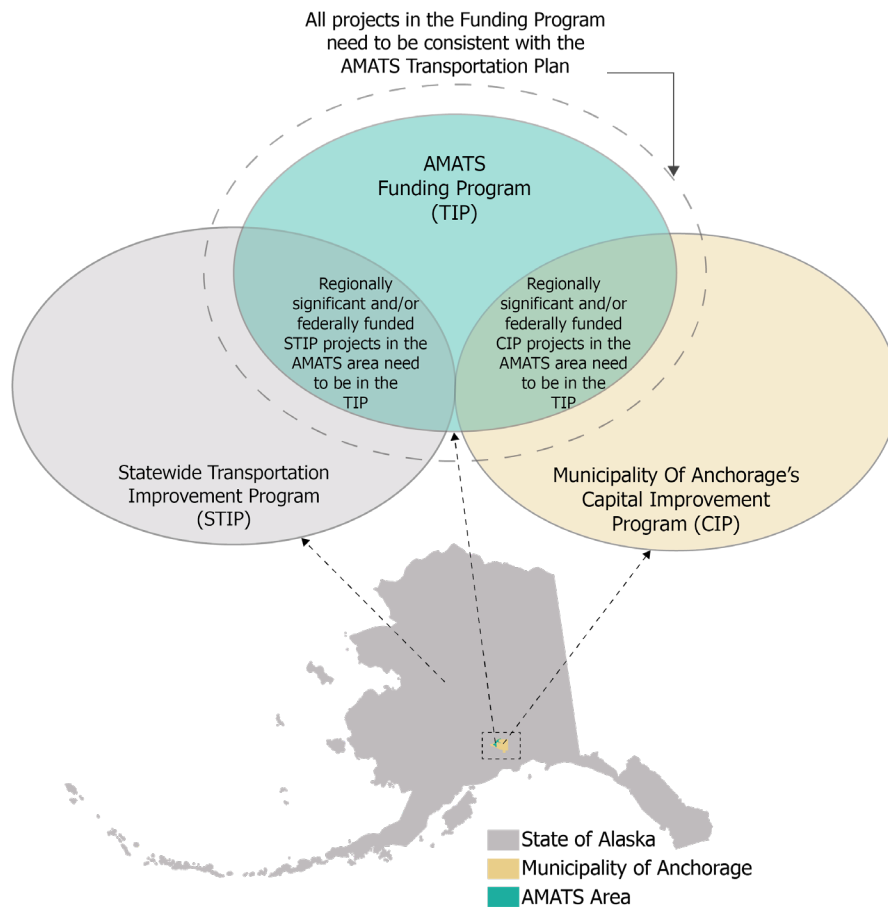 All projects in the Funding Program
need to be consistent with the
AMATS Transportation Plan
AMATS
Funding Program
(TIP)
Regionally
significant and/or
federally funded
STIP projects in the
AMATS area need
to be in the
TIP
Regionally
significant and/or
federally funded
CIP projects in the
AMATS area need
to be in the
TIP
Statewide Transportation
Improvement Program
(STIP)
Municipality Of Anchorage's
Capital Improvement
Program (CIP)
State of Alaska
Municipality of Anchorage
AMATS Area